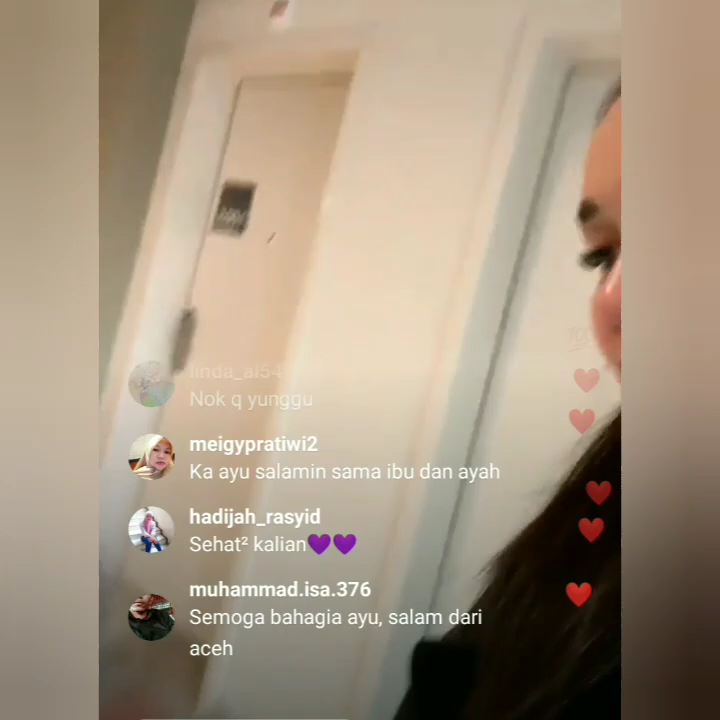 linda_al54
Nok q yunggu
meigypratiwi2
Ka ayu salamin sama ibu dan ayah
hadijah_rasyid
Sehat² kalian💜💜
muhammad.isa.376
Semoga bahagia ayu, salam dari
aceh